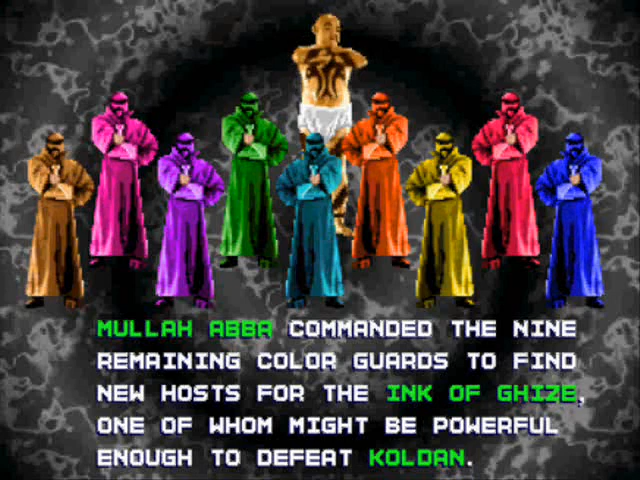 MULLAH ABBA COMMANDED THE NINE
REMAINING COLOR GUARDS TO FIND
NEW HOSTS FOR THE INK OF GHIZE,
ONE OF WHOM MIGHT BE POWERFUL
ENOUGH TO DEFEAT KOLDAN.